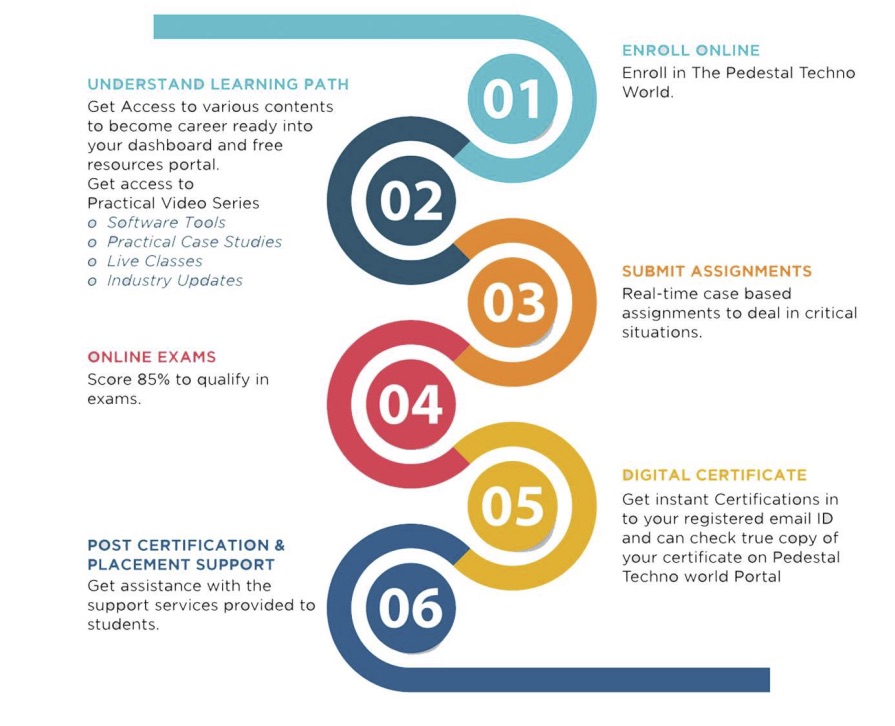 01
ENROLL ONLINE
Enroll in The Pedestal Techno
World.
02
UNDERSTAND LEARNING PATH
Get Access to various contents
to become career ready into
your dashboard and free
resources portal.
Get access to
Practical Video Series
o Software Tools
o Practical Case Studies
o Live Classes
o Industry Updates
03
SUBMIT ASSIGNMENTS
Real-time case based
assignments to deal in critical
situations.
04
ONLINE EXAMS
Score 85% to qualify in
exams.
05
DIGITAL CERTIFICATE
Get instant Certifications in
to your registered email ID
and can check true copy of
your certificate on Pedestal
Techno world Portal
06
POST CERTIFICATION &
PLACEMENT SUPPORT
Get assistance with the
support services provided to
students.